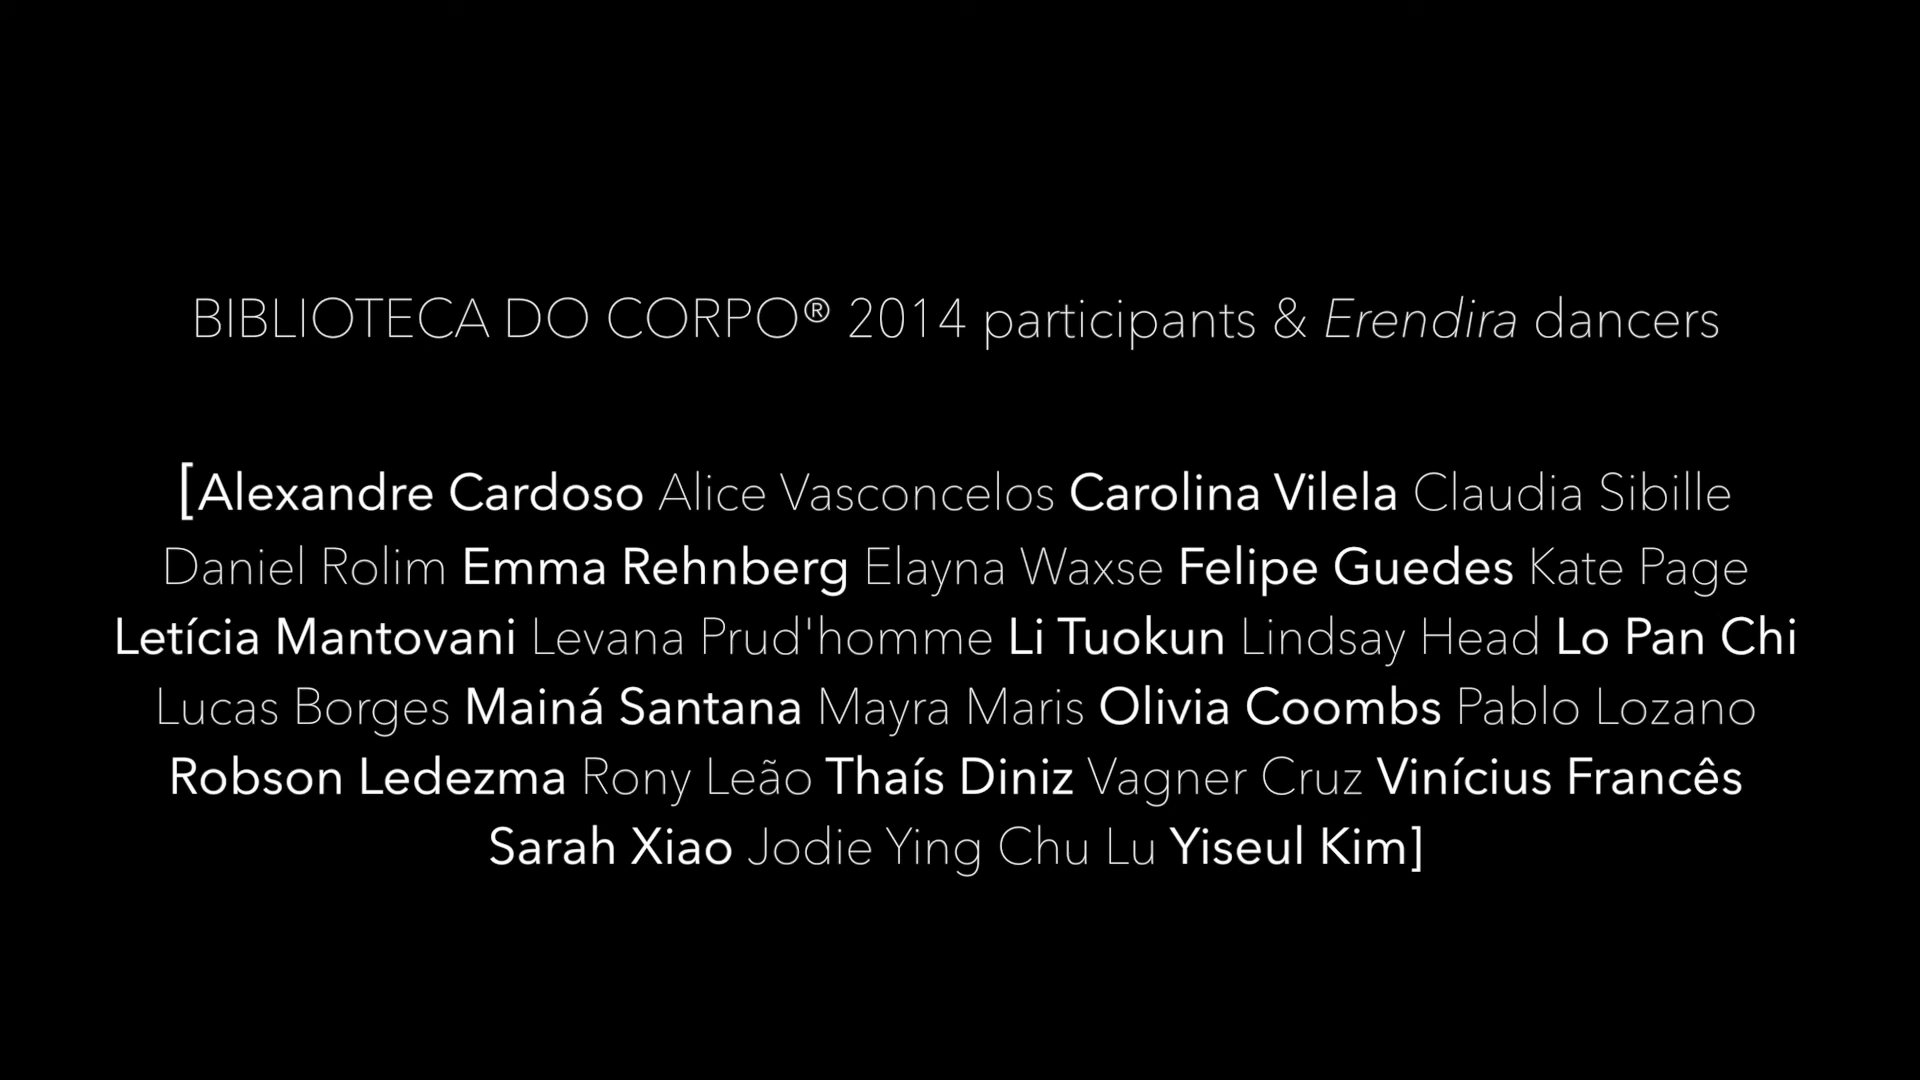 BIBLIOTECA DO CORPO® 2014 participants & Erendira dancers
[Alexandre Cardoso Alice Vasconcelos Carolina Vilela Claudia Sibille
Daniel Rolim Emma Rehnberg Elayna Waxse Felipe Guedes Kate Page
Letícia Mantovani Levana Prud'homme Li Tuokun Lindsay Head Lo Pan Chi
Lucas Borges Mainá Santana Mayra Maris Olivia Coombs Pablo Lozano
Robson Ledezma Rony Leão Thaís Diniz Vagner Cruz Vinícius Francês
Sarah Xiao Jodie Ying Chu Lu Yiseul Kim]